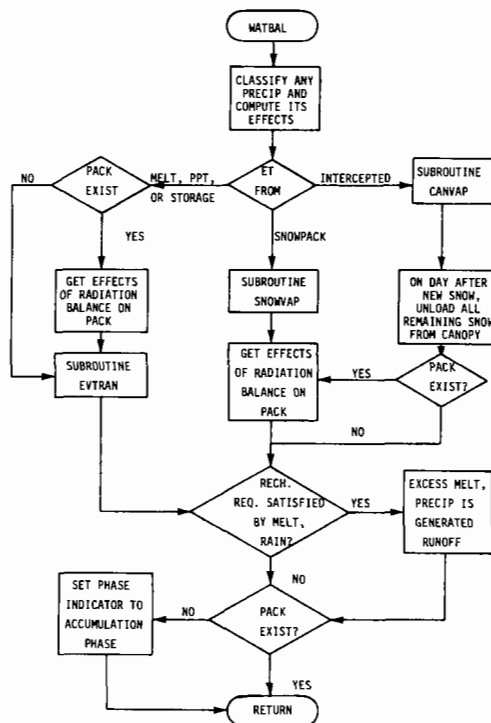 WATBAL
CLASSIFY ANY
PRECIP AND
COMPUTE ITS
EFFECTS
NO
PACK
EXIST
MELT, PPT,
OR STORAGE
ET
FROM
INTERCEPTED
SUBROUTINE
CANVAP
YES
SNOWPACK
GET EFFECTS
OF RADIATION
BALANCE ON
PACK
SUBROUTINE
SNOWVAP
ON DAY AFTER
NEW SNOW,
UNLOAD ALL
REMAINING SNOW
FROM CANOPY
SUBROUTINE
EVTRAN
GET EFFECTS
OF RADIATION
BALANCE ON
PACK
YES
PACK
EXIST?
NO
RECH.
REQ. SATISFIED
BY MELT,
RAIN?
YES
EXCESS MELT,
PRECIP IS
GENERATED
RUNOFF
NO
SET PHASE
INDICATOR TO
ACCUMULATION
PHASE
NO
PACK
EXIST?
YES
RETURN